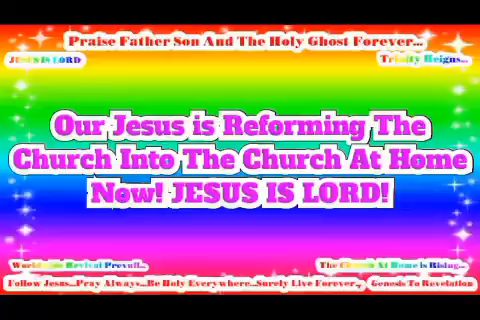 Praise Father Son And The Holy Ghost Forever...
JESUS IS LORD
Trinity Reigns...
Our Jesus is Reforming The
Church Into The Church At Home
Now! JESUS IS LORD!
Worldwide Revival Prevail...
The Church At Home is Rising...
Follow Jesus...Pray Always...Be Holy Everywhere...Surely Live Forever...
Genesis To Revelation